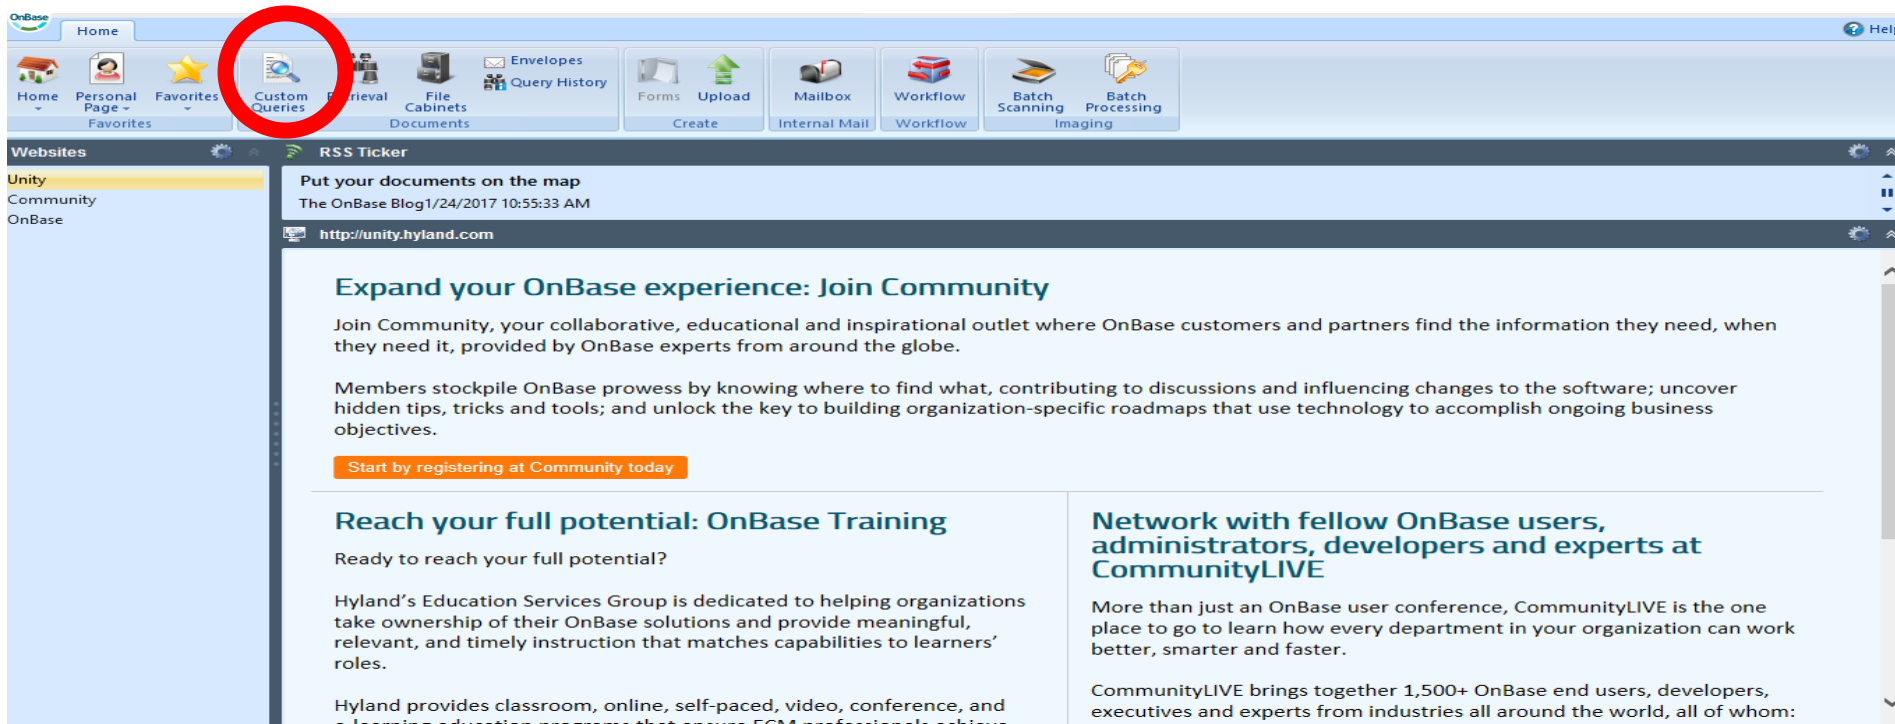 OnBase
Home
Help
Home
Personal Page
Favorites
Favorites
Custom Queries
Retrieval
File Cabinets
Envelopes
Query History
Documents
Forms
Upload
Create
Mailbox
Internal Mail
Workflow
Workflow
Batch Scanning
Batch Processing
Imaging
Websites
Unity
Community
OnBase
RSS Ticker
Put your documents on the map
The OnBase Blog1/24/2017 10:55:33 AM
http://unity.hyland.com
Expand your OnBase experience: Join Community
Join Community, your collaborative, educational and inspirational outlet where OnBase customers and partners find the information they need, when
they need it, provided by OnBase experts from around the globe.
Members stockpile OnBase prowess by knowing where to find what, contributing to discussions and influencing changes to the software; uncover
hidden tips, tricks and tools; and unlock the key to building organization-specific roadmaps that use technology to accomplish ongoing business
objectives.
Start by registering at Community today
Reach your full potential: OnBase Training
Ready to reach your full potential?
Hyland's Education Services Group is dedicated to helping organizations
take ownership of their OnBase solutions and provide meaningful,
relevant, and timely instruction that matches capabilities to learners'
roles.
Hyland provides classroom, online, self-paced, video, conference, and
Network with fellow OnBase users,
administrators, developers and experts at
CommunityLIVE
More than just an OnBase user conference, CommunityLIVE is the one
place to go to learn how every department in your organization can work
better, smarter and faster.
CommunityLIVE brings together 1,500+ OnBase end users, developers,
executives and experts from industries all around the world, all of whom: